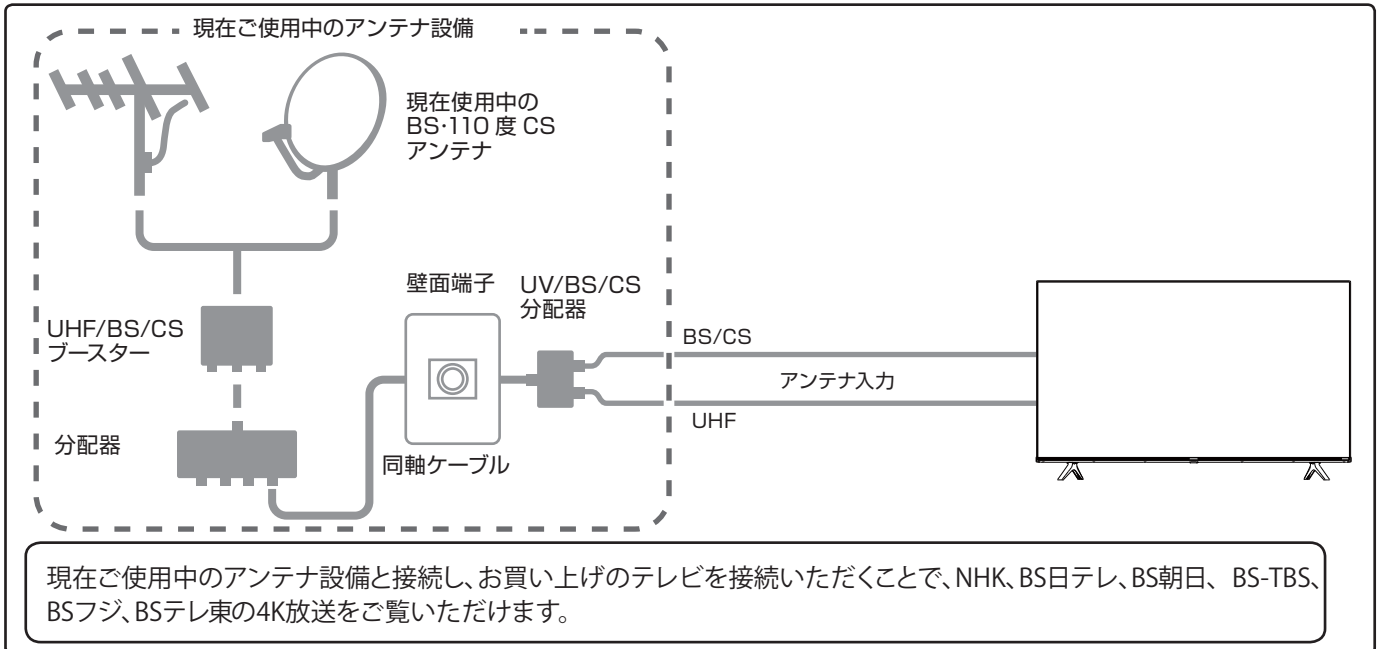 現在ご使用中のアンテナ設備
現在使用中の
BS･110 度 CS
アンテナ
壁面端子
UV/BS/CS
分配器
UHF/BS/CS
ブースター
BS/CS
アンテナ入力
UHF
分配器
同軸ケーブル
現在ご使用中のアンテナ設備と接続し、お買い上げのテレビを接続いただくことで、NHK、BS日テレ、BS朝日、 BS-TBS、
BSフジ、BSテレ東の4K放送をご覧いただけます。